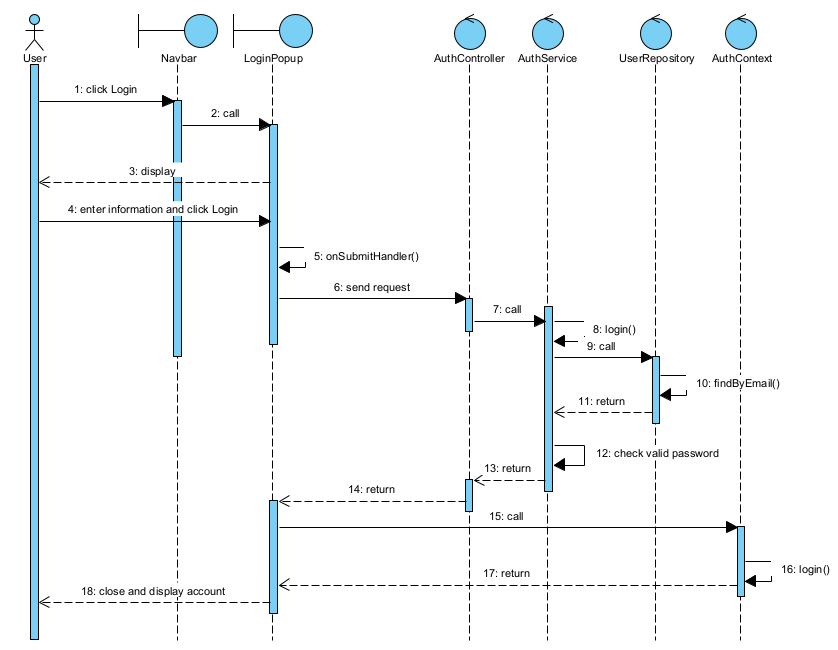 User
Navbar
LoginPopup
AuthController
AuthService
UserRepository
AuthContext
1: click Login
2: call
3: display
4: enter information and click Login
5: onSubmitHandler()
6: send request
7: call
8: login()
9: call
10: findByEmail()
11: return
12: check valid password
13: return
14: return
15: call
16: login()
17: return
18: close and display account